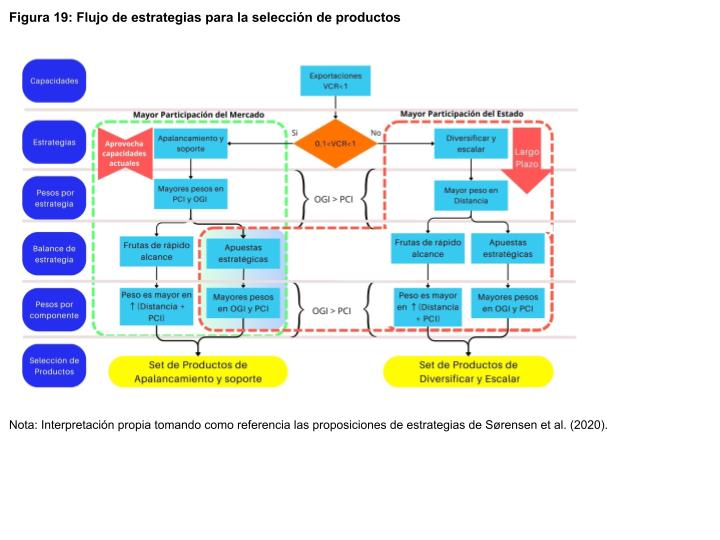 Figura 19: Flujo de estrategias para la selección de productos
Capacidades
Exportaciones
VCR<1
Mayor Participación del Mercado
Mayor Participación del Estado
Estrategias
Aprovecha
capacidades
actuales
Apalancamiento y
soporte
Si
0.1<VCR<1
No
Diversificar y
escalar
Largo
Plazo
Pesos por
estrategia
Mayores pesos en
PCI y OGI
OGI > PCI
Mayor peso en
Distancia
Balance de
estrategia
Frutas de rápido
alcance
Apuestas
estratégicas
Frutas de rápido
alcance
Apuestas
estratégicas
Pesos por
componente
Peso es mayor en
↑ (Distancia +
PCI)
Mayores pesos
en OGI y PCI
OGI > PCI
Peso es mayor
en ↑ (Distancia
+ PCI)
Mayores pesos
en OGI y PCI
Selección de
Productos
Set de Productos de
Apalancamiento y soporte
Set de Productos de
Diversificar y Escalar
Nota: Interpretación propia tomando como referencia las proposiciones de estrategias de Sørensen et al. (2020).